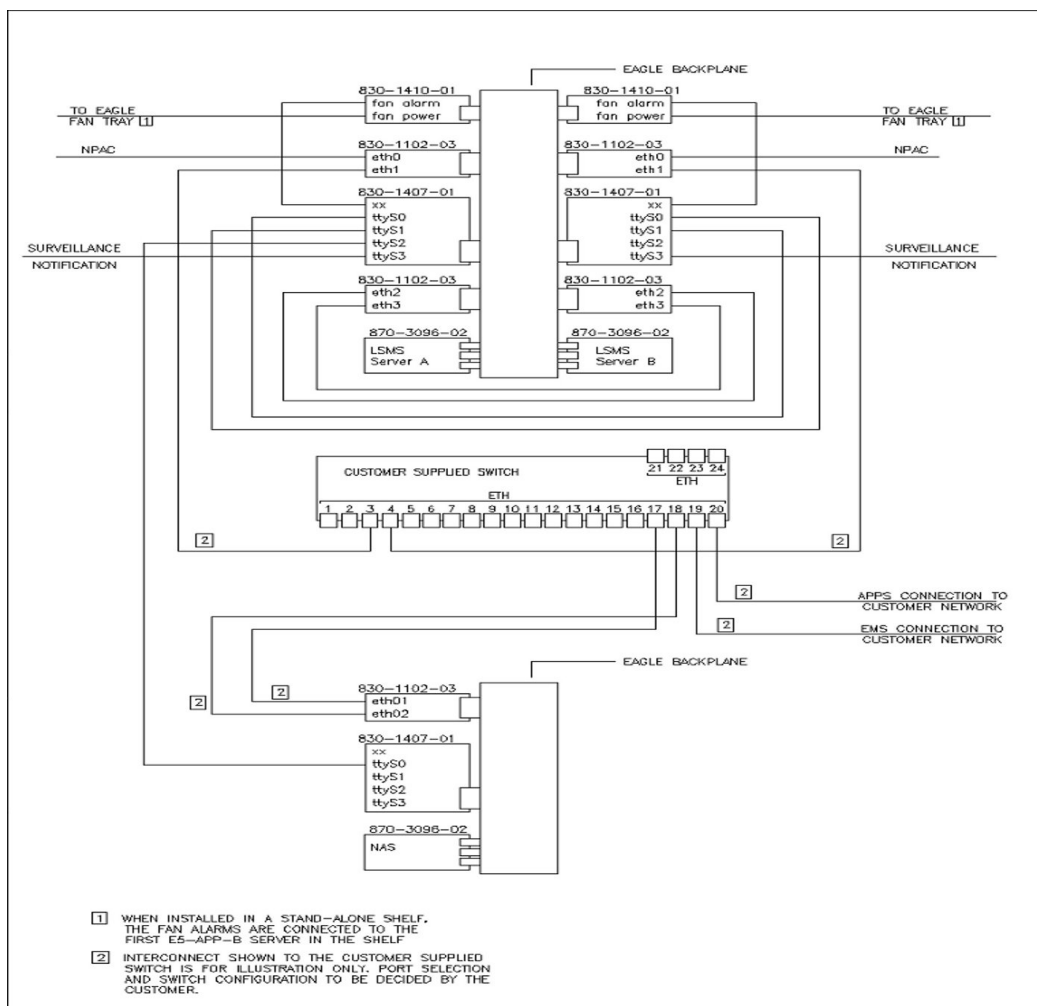 EAGLE BACKPLANE
830-1410-01
830-1410-01
fan alarm
fan power
fan alarm
fan power
TO EAGLE
FAN TRAY 1
TO EAGLE
FAN TRAY 1
830-1102-03
830-1102-03
NPAC
eth0
eth1
eth0
eth1
NPAC
830-1407-01
830-1407-01
xx
ttyS0
ttyS1
ttyS2
ttyS3
xx
ttyS0
ttyS1
ttyS2
ttyS3
SURVEILLANCE
NOTIFICATION
SURVEILLANCE
NOTIFICATION
830-1102-03
830-1102-03
eth2
eth3
eth2
eth3
870-3096-02
870-3096-02
LSMS
Server A
LSMS
Server B
CUSTOMER SUPPLIED SWITCH
21 22 23 24
ETH
ETH
1 2 3 4 5 6 7 8 9 10 11 12 13 14 15 16 17 18 19 20
2
2
2
APPS CONNECTION TO
CUSTOMER NETWORK
2
EMS CONNECTION TO
CUSTOMER NETWORK
EAGLE BACKPLANE
2
2
830-1102-03
eth01
eth02
830-1407-01
xx
ttyS0
ttyS1
ttyS2
ttyS3
870-3096-02
NAS
1 WHEN INSTALLED IN A STAND-ALONE SHELF,
THE FAN ALARMS ARE CONNECTED TO THE
FIRST E5-APP-B SERVER IN THE SHELF
2 INTERCONNECT SHOWN TO THE CUSTOMER SUPPLIED
SWITCH IS FOR ILLUSTRATION ONLY. PORT SELECTION
AND SWITCH CONFIGURATION TO BE DECIDED BY THE
CUSTOMER.